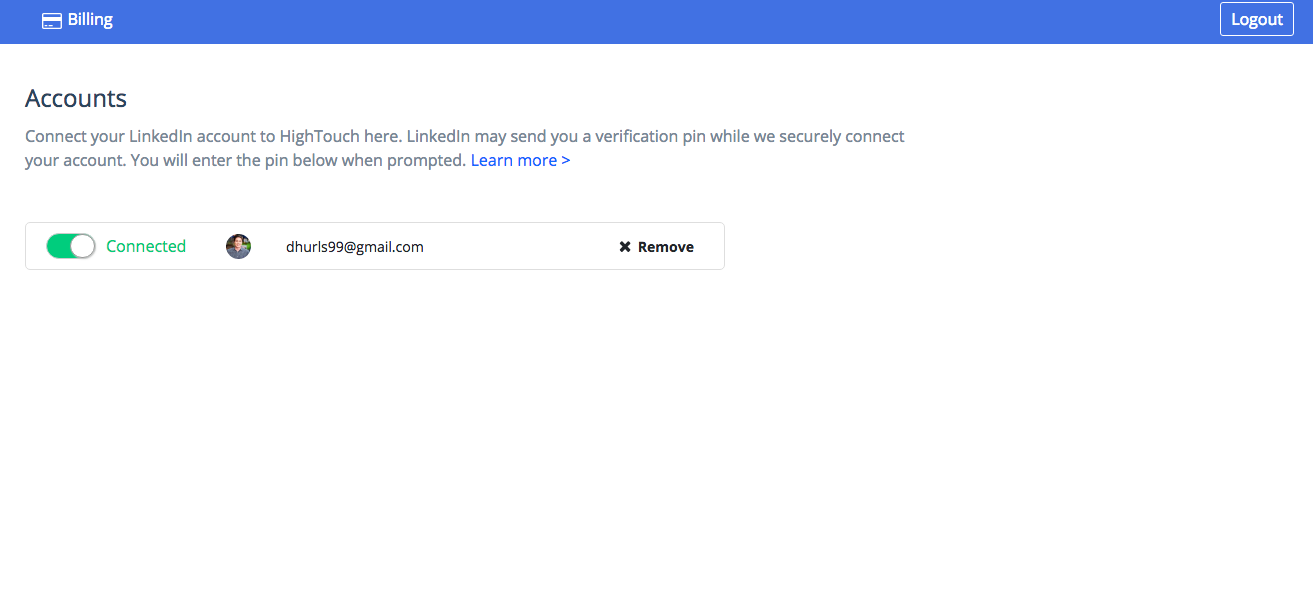 Billing
Logout
Accounts
Connect your LinkedIn account to HighTouch here. LinkedIn may send you a verification pin while we securely connect
your account. You will enter the pin below when prompted. Learn more >
Connected
dhurls99@gmail.com
Remove